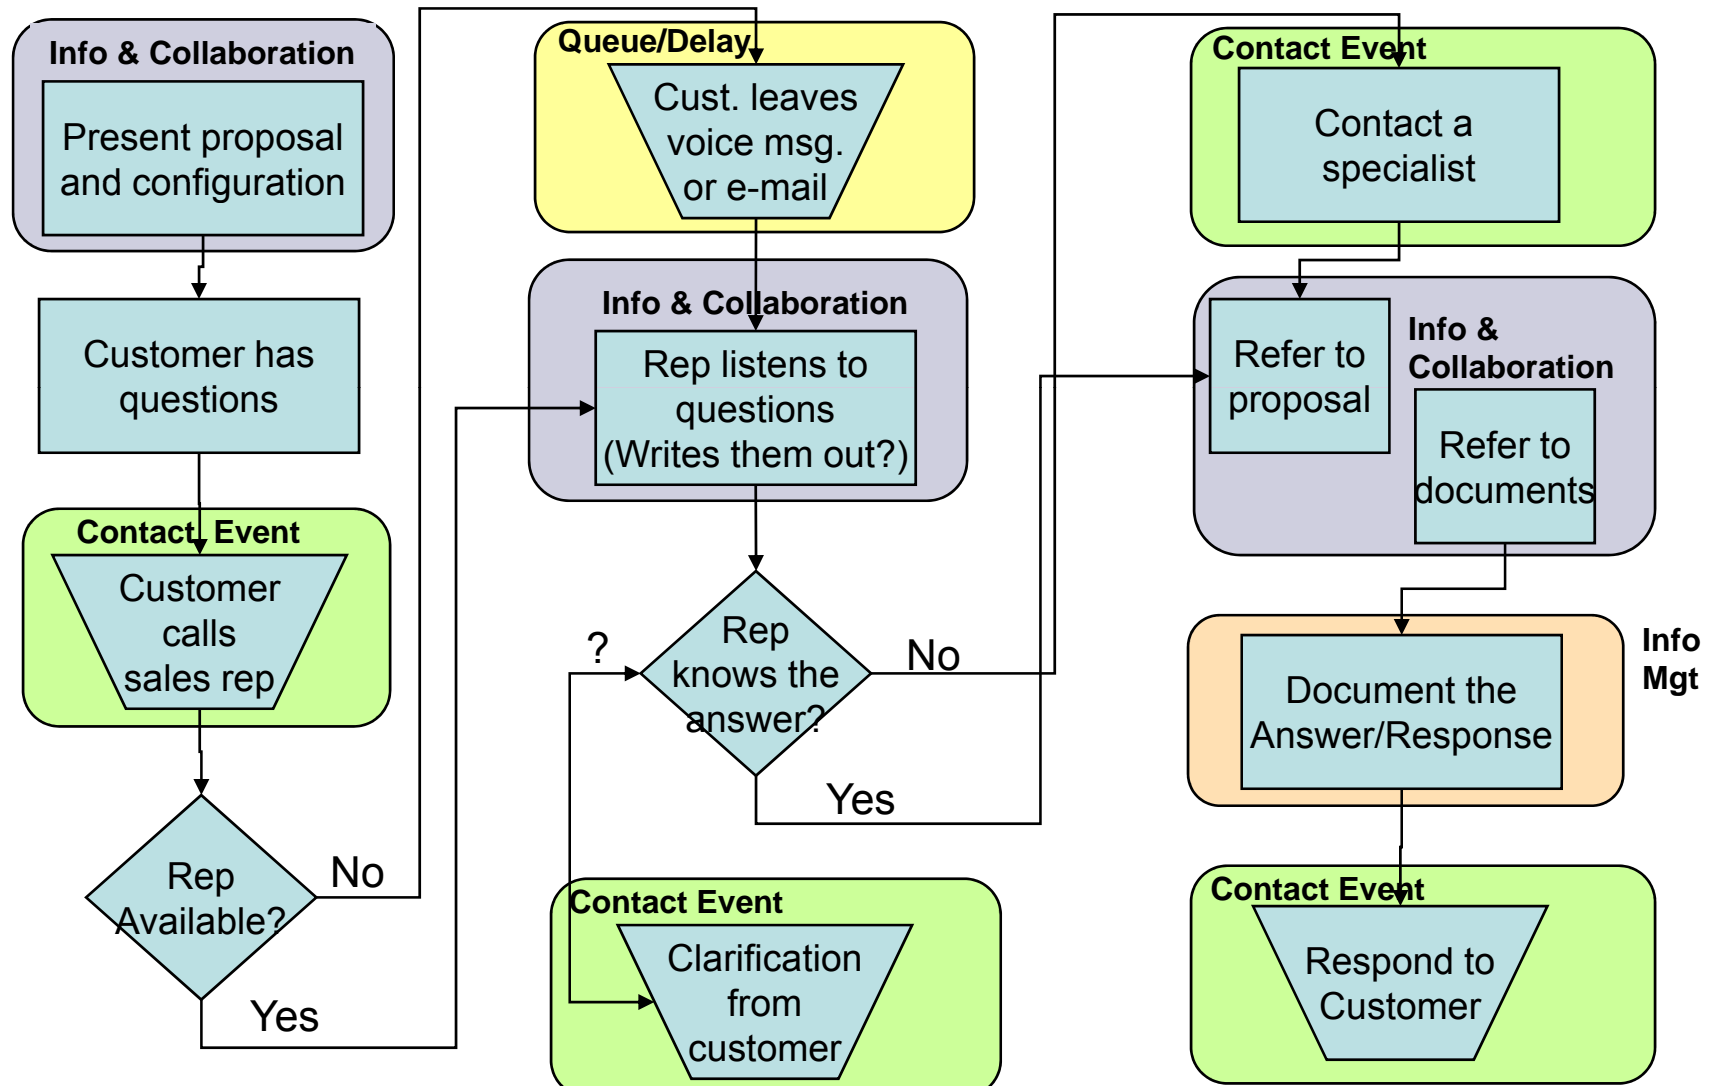 Info & Collaboration
Present proposal
and configuration
Customer has
questions
Contact Event
Customer
calls
sales rep
Rep
Available?
No
Yes
Queue/Delay
Cust. leaves
voice msg.
or e-mail
Info & Collaboration
Rep listens to
questions
(Writes them out?)
Rep
knows the
answer?
?
No
Yes
Contact Event
Clarification
from
customer
Contact Event
Contact a
specialist
Refer to
proposal
Info &
Collaboration
Refer to
documents
Info
Mgt
Document the
Answer/Response
Contact Event
Respond to
Customer